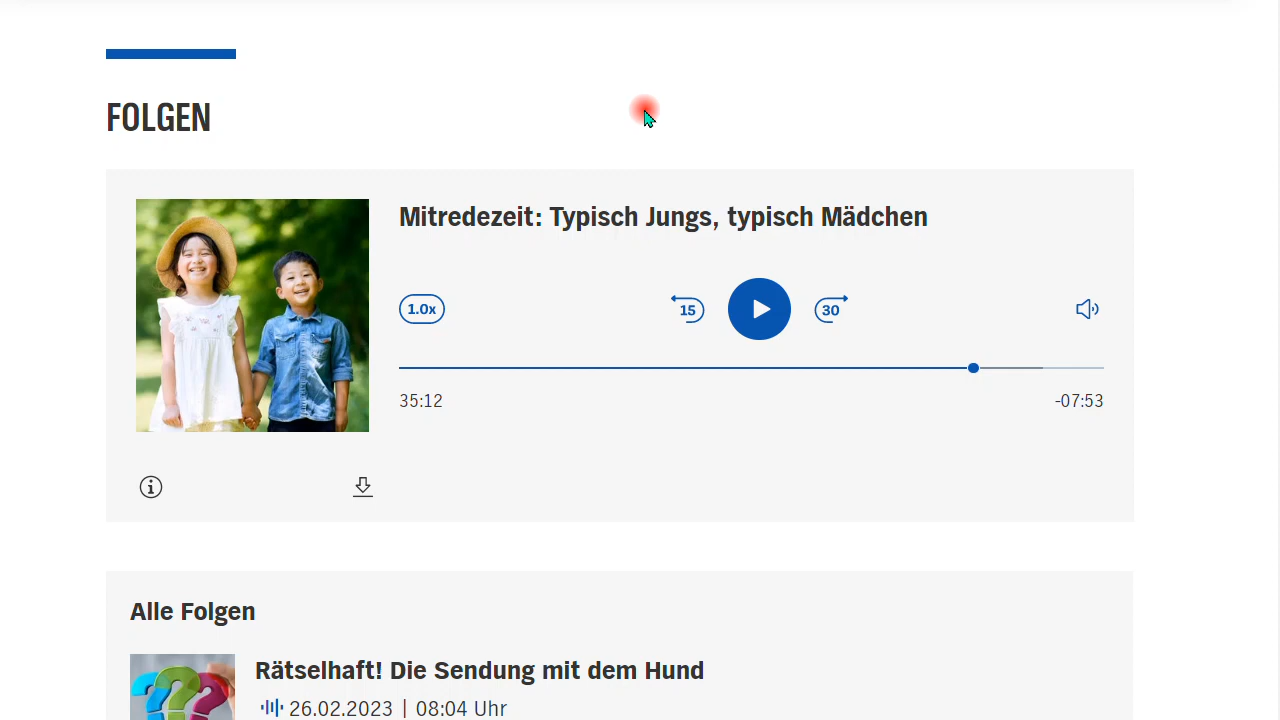 FOLGEN
Mitredezeit: Typisch Jungs, typisch Mädchen
1.0x
15
30
35:12
-07:53
Alle Folgen
Rätselhaft! Die Sendung mit dem Hund
26.02.2023 | 08:04 Uhr